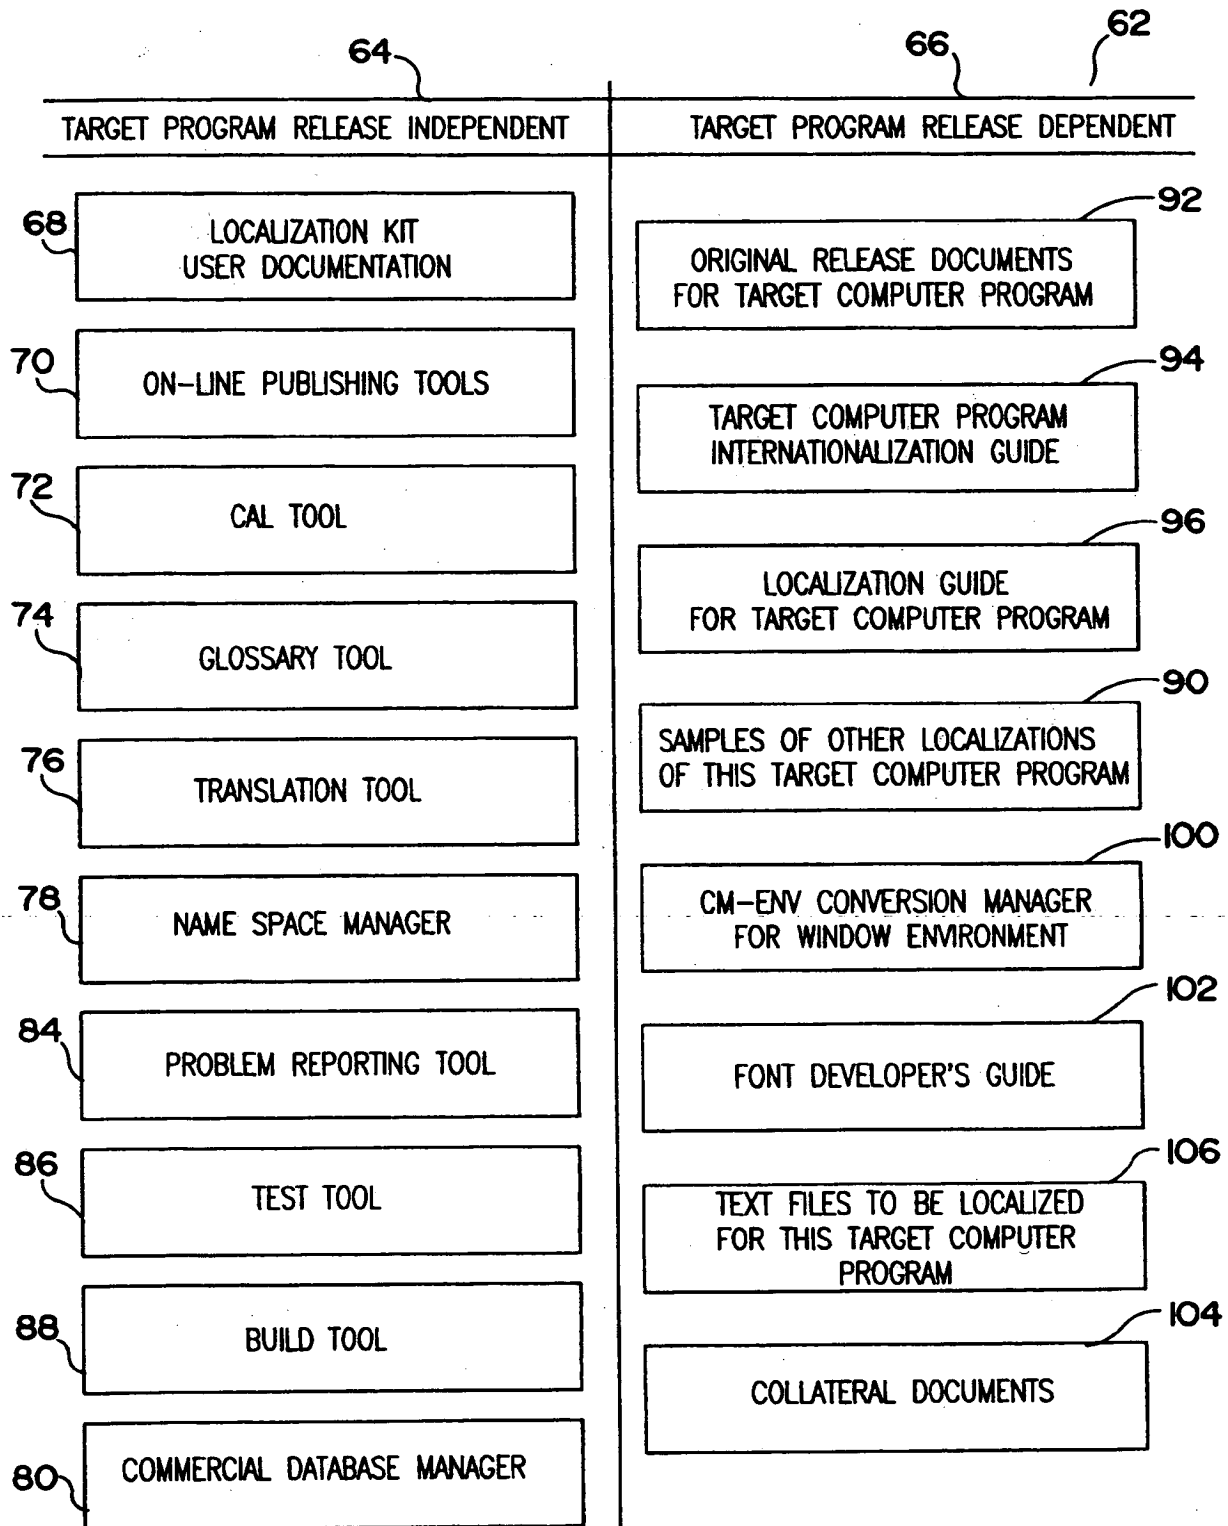 62
64
66
TARGET PROGRAM RELEASE INDEPENDENT
TARGET PROGRAM RELEASE DEPENDENT
68
LOCALIZATION KIT
USER DOCUMENTATION
70
ON-LINE PUBLISHING TOOLS
72
CAL TOOL
74
GLOSSARY TOOL
76
TRANSLATION TOOL
78
NAME SPACE MANAGER
84
PROBLEM REPORTING TOOL
86
TEST TOOL
88
BUILD TOOL
80
COMMERCIAL DATABASE MANAGER
92
ORIGINAL RELEASE DOCUMENTS
FOR TARGET COMPUTER PROGRAM
94
TARGET COMPUTER PROGRAM
INTERNATIONALIZATION GUIDE
96
LOCALIZATION GUIDE
FOR TARGET COMPUTER PROGRAM
90
SAMPLES OF OTHER LOCALIZATIONS
OF THIS TARGET COMPUTER PROGRAM
100
CM-ENV CONVERSION MANAGER
FOR WINDOW ENVIRONMENT
102
FONT DEVELOPER'S GUIDE
106
TEXT FILES TO BE LOCALIZED
FOR THIS TARGET COMPUTER
PROGRAM
104
COLLATERAL DOCUMENTS